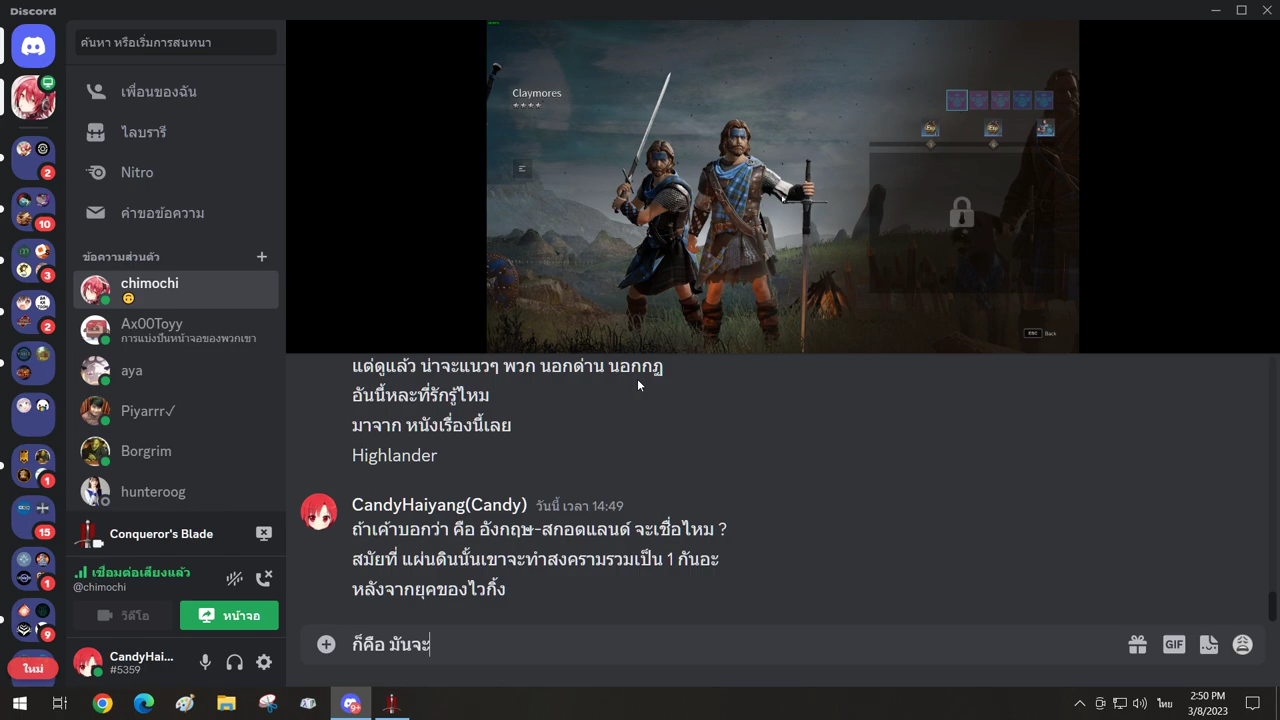 Discord
ค้นหา หรือเริ่มการสนทนา
เพื่อนของฉัน
ไลบรารี
Nitro
คำขอข้อความ
ข้อความส่วนตัว
chimochi
Ax00Toyy
การแบ่งปันหน้าจอของพวกเขา
aya
Piyarrr✓
Borgrim
hunteroog
2
10
3
2
1
15
1
9
ใหม่
Conqueror's Blade
เชื่อมต่อเสียงแล้ว
@chimochi
วิดีโอ
หน้าจอ
CandyHai...
#5359
Claymores
ESC Back
แต่ดูแล้ว น่าจะแนวๆ พวก นอกด่าน นอกกฎ
อันนี้หละที่รักรู้ไหม
มาจาก หนังเรื่องนี้เลย
Highlander
CandyHaiyang(Candy) วันนี้ เวลา 14:49
ถ้าเค้าบอกว่า คือ อังกฤษ-สกอตแลนด์ จะเชื่อไหม ?
สมัยที่ แผ่นดินนั้นเขาจะทำสงครามรวมเป็น 1 กันอะ
หลังจากยุคของไวกิ้ง
ก็คือ มันจะ
GIF
9+
ไทย
2:50 PM
3/8/2023